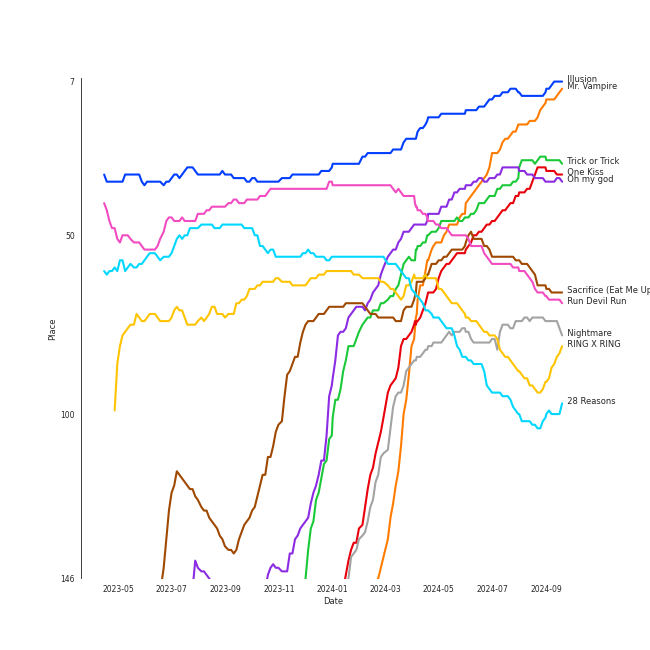 7
50
100
146
Place
2023-05
2023-07
2023-09
2023-11
2024-01
2024-03
2024-05
2024-07
2024-09
Date
Illusion
Mr. Vampire
Trick or Trick
One Kiss
Oh my god
Sacrifice (Eat Me Up
Run Devil Run
Nightmare
RING X RING
28 Reasons